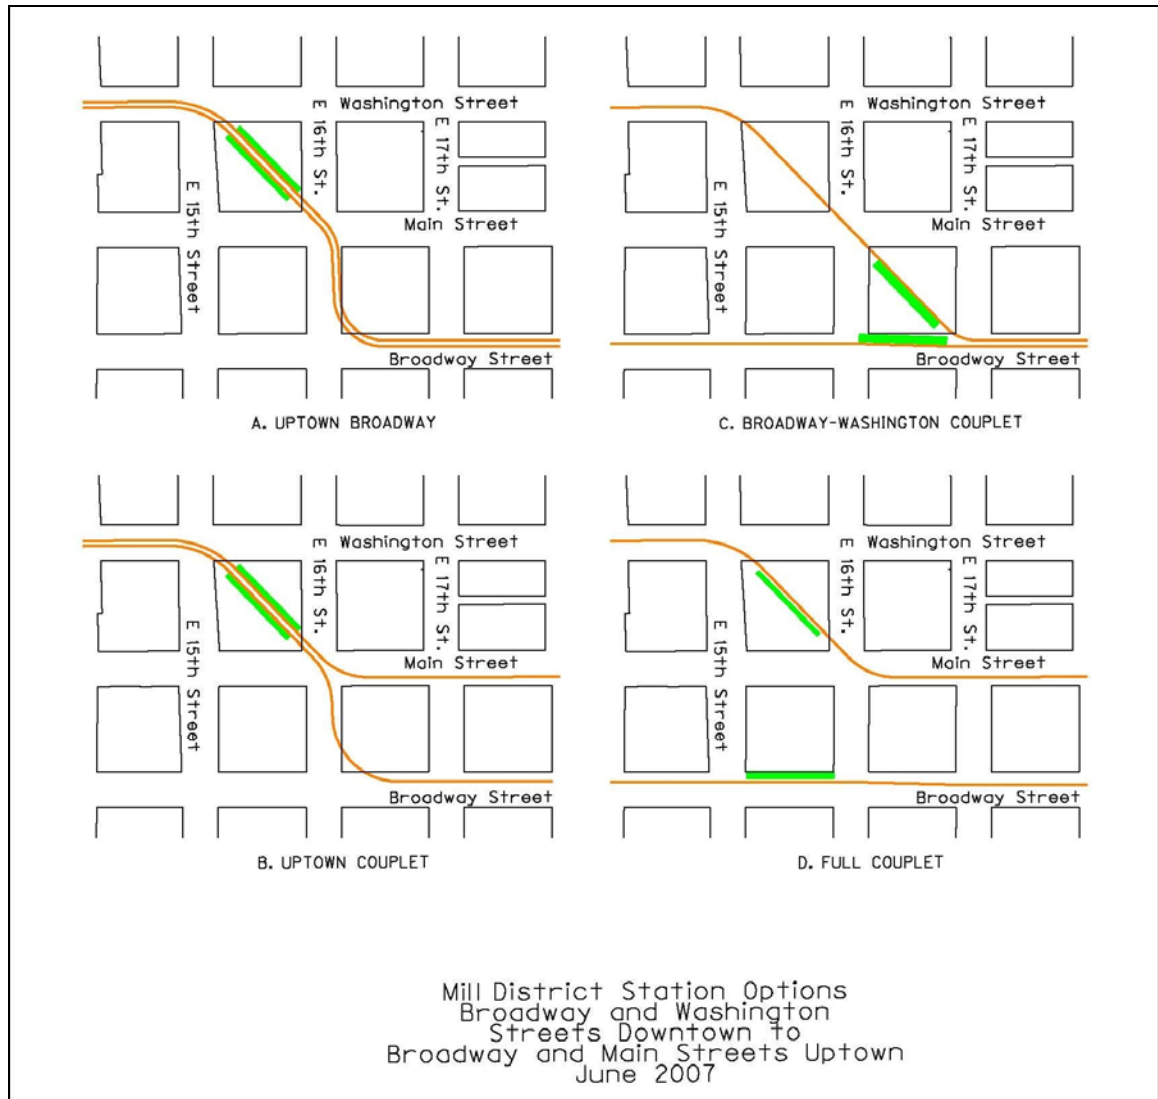 E Washington Street
16th St.
E 17th St.
E 15th Street
Main Street
Broadway Street
A. UPTOWN BROADWAY
E Washington Street
16th St.
E 17th St.
E 15th Street
Main Street
Broadway Street
C. BROADWAY-WASHINGTON COUPLET
E Washington Street
16th St.
E 17th St.
E 15th Street
Main Street
Broadway Street
B. UPTOWN COUPLET
E Washington Street
16th St.
E 17th St.
E 15th Street
Main Street
Broadway Street
D. FULL COUPLET
Mill District Station Options
Broadway and Washington
Streets Downtown to
Broadway and Main Streets Uptown
June 2007